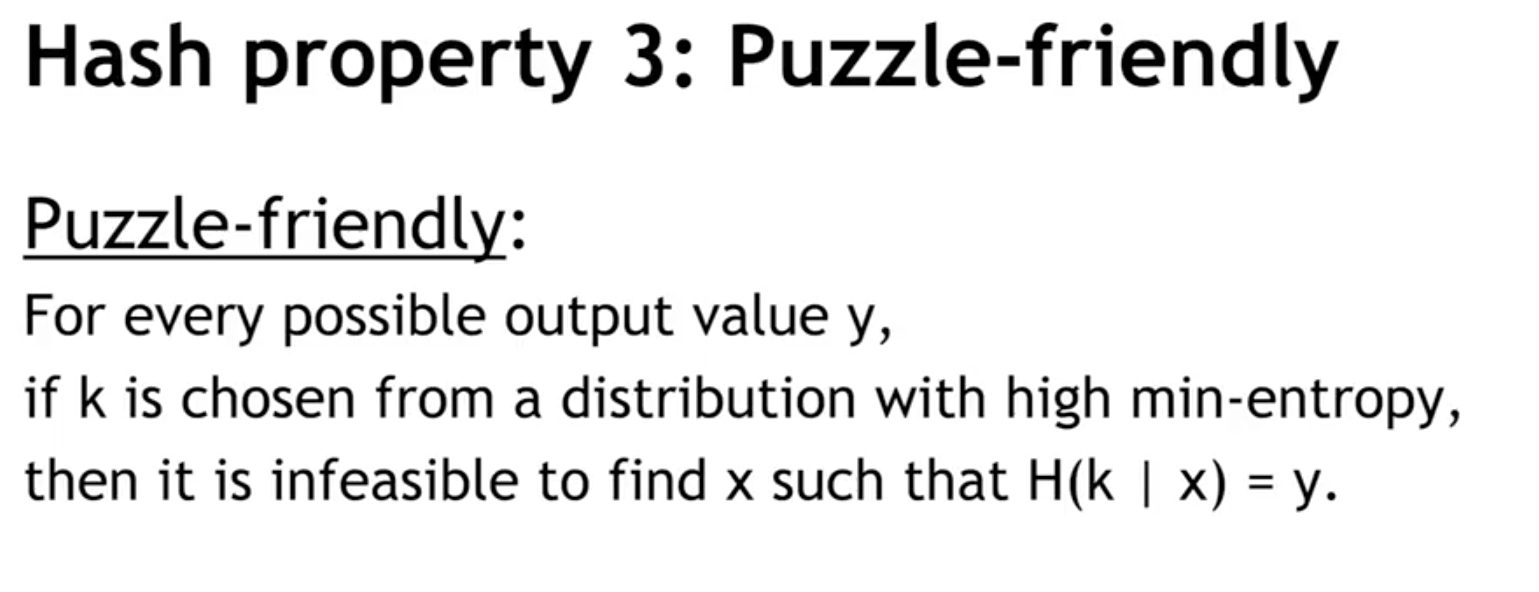 Hash property 3: Puzzle-friendly
Puzzle-friendly:
For every possible output value y,
if k is chosen from a distribution with high min-entropy,
then it is infeasible to find x such that H(k | x) = y.